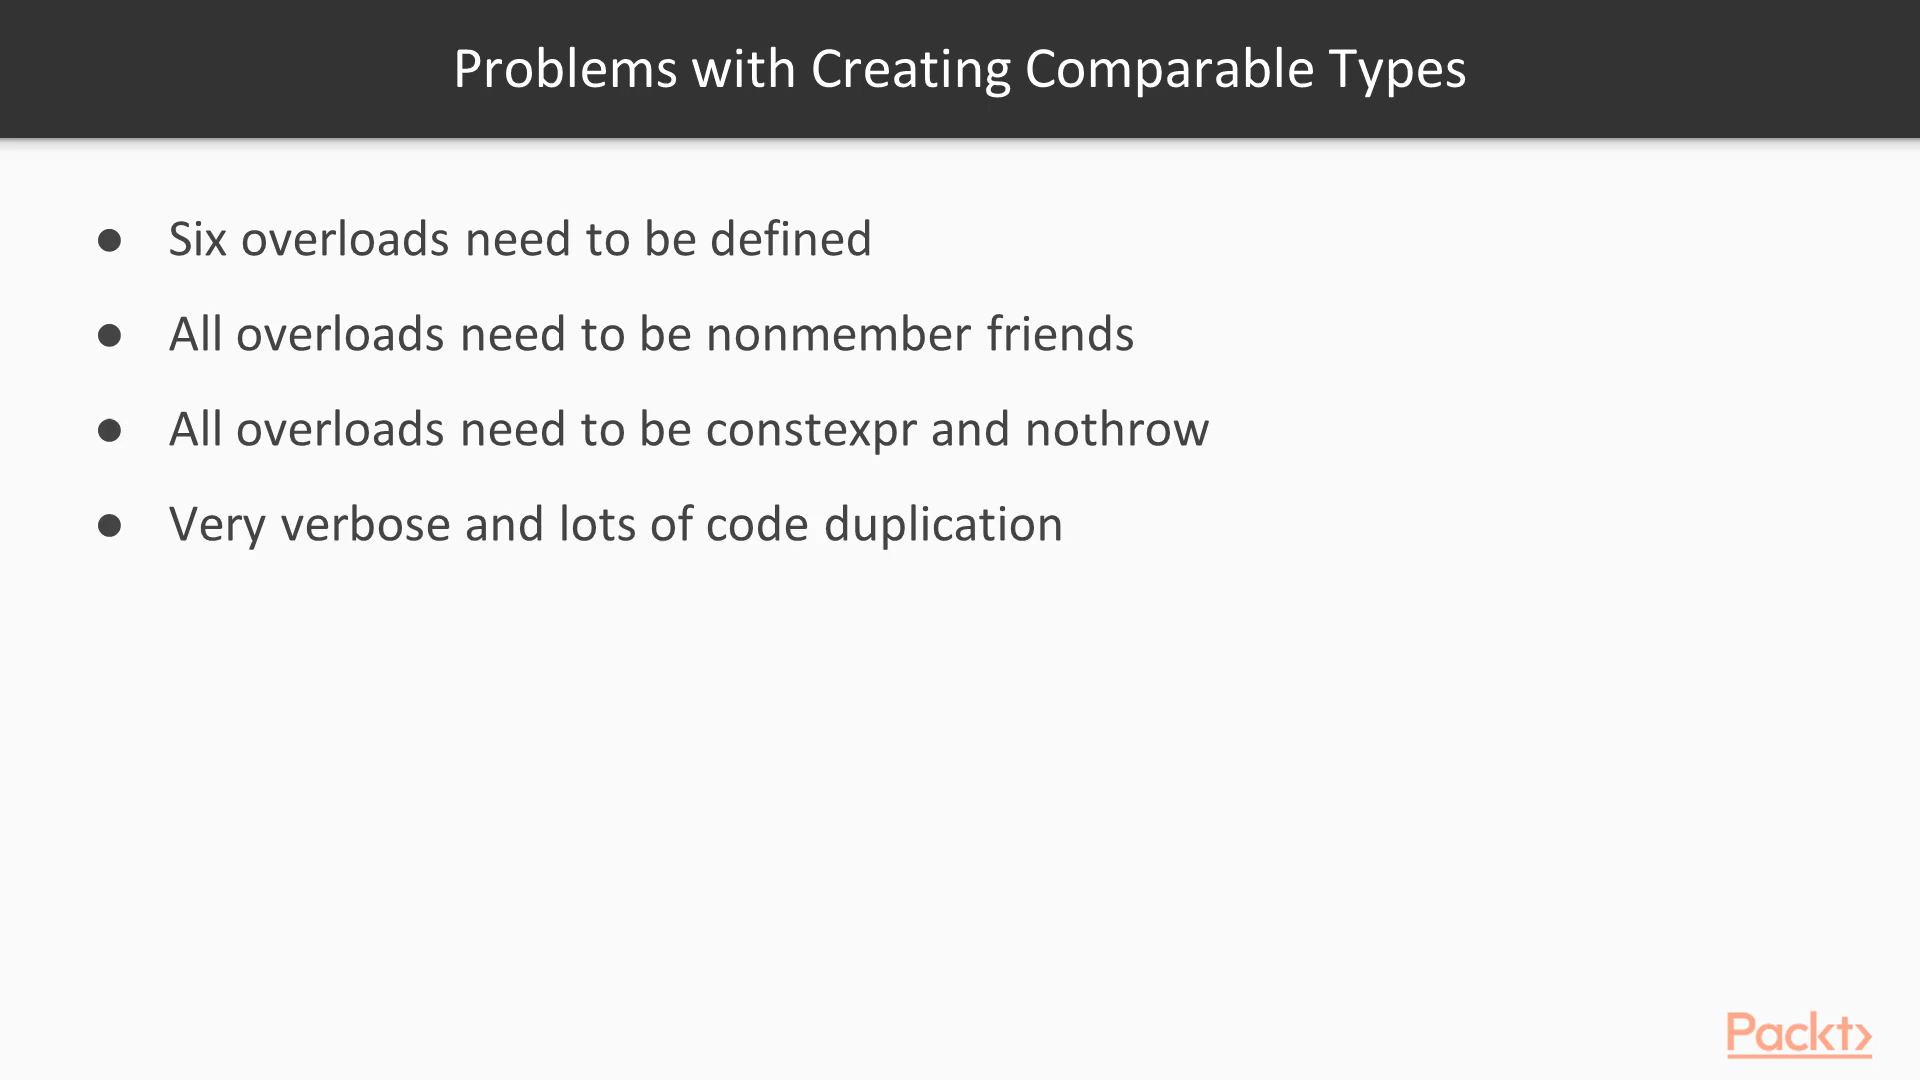 Problems with Creating Comparable Types
● Six overloads need to be defined
● All overloads need to be nonmember friends
● All overloads need to be constexpr and nothrow
● Very verbose and lots of code duplication
Packt>